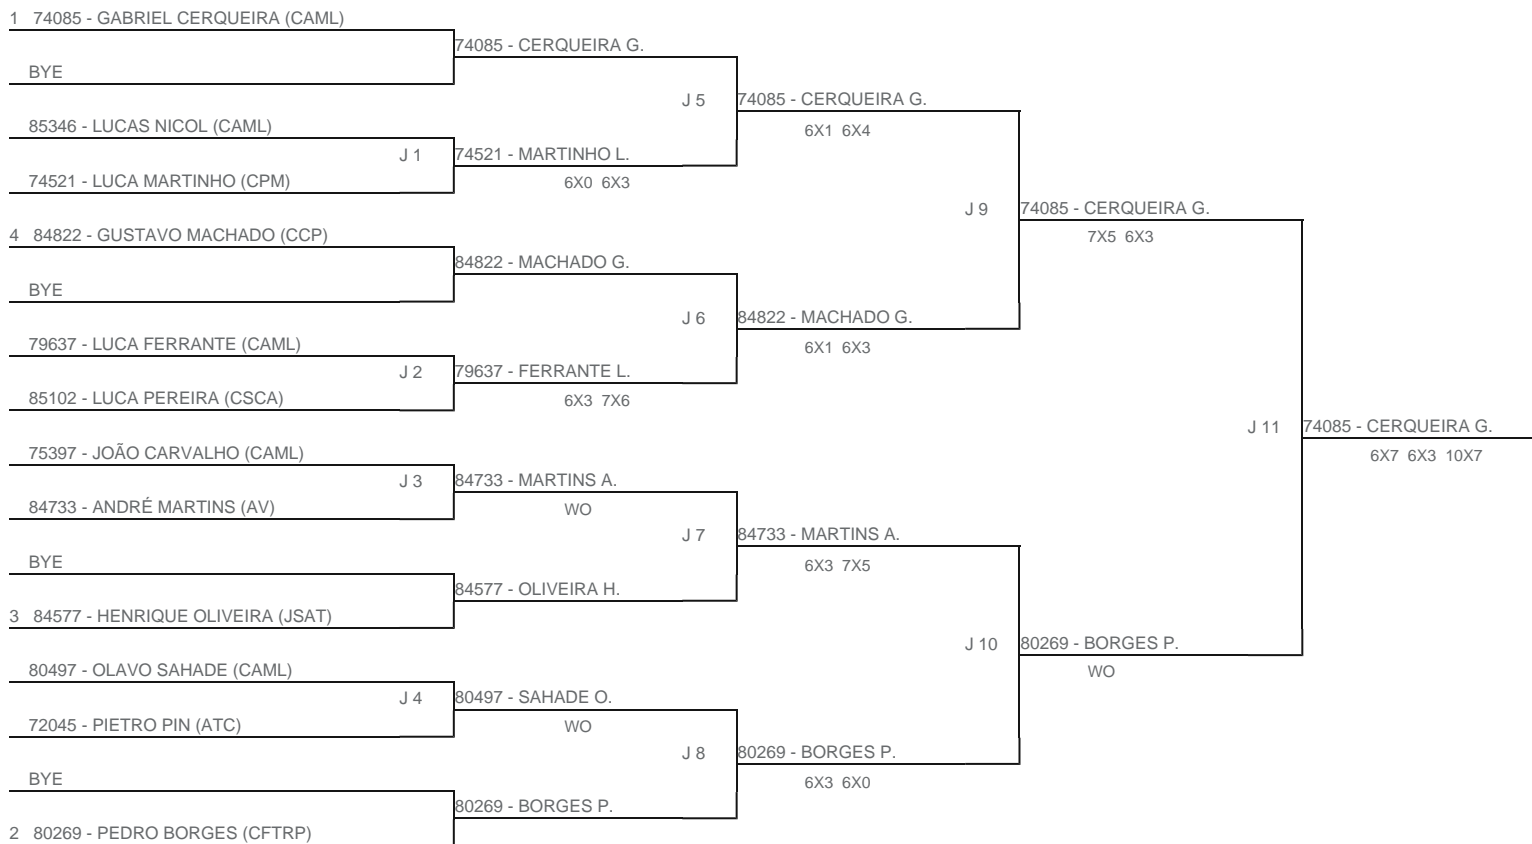 1 74085 - GABRIEL CERQUEIRA (CAML)
74085 - CERQUEIRA G.
BYE
J 5
74085 - CERQUEIRA G.
6X1 6X4
85346 - LUCAS NICOL (CAML)
J 1
74521 - MARTINHO L.
6X0 6X3
74521 - LUCA MARTINHO (CPM)
J 9
74085 - CERQUEIRA G.
7X5 6X3
4 84822 - GUSTAVO MACHADO (CCP)
84822 - MACHADO G.
BYE
J 6
84822 - MACHADO G.
6X1 6X3
79637 - LUCA FERRANTE (CAML)
J 2
79637 - FERRANTE L.
6X3 7X6
85102 - LUCA PEREIRA (CSCA)
J 11
74085 - CERQUEIRA G.
6X7 6X3 10X7
75397 - JOÃO CARVALHO (CAML)
J 3
84733 - MARTINS A.
WO
84733 - ANDRÉ MARTINS (AV)
J 7
84733 - MARTINS A.
6X3 7X5
BYE
84577 - OLIVEIRA H.
3 84577 - HENRIQUE OLIVEIRA (JSAT)
J 10
80269 - BORGES P.
WO
80497 - OLAVO SAHADE (CAML)
J 4
80497 - SAHADE O.
WO
72045 - PIETRO PIN (ATC)
J 8
80269 - BORGES P.
6X3 6X0
BYE
80269 - BORGES P.
2 80269 - PEDRO BORGES (CFTRP)